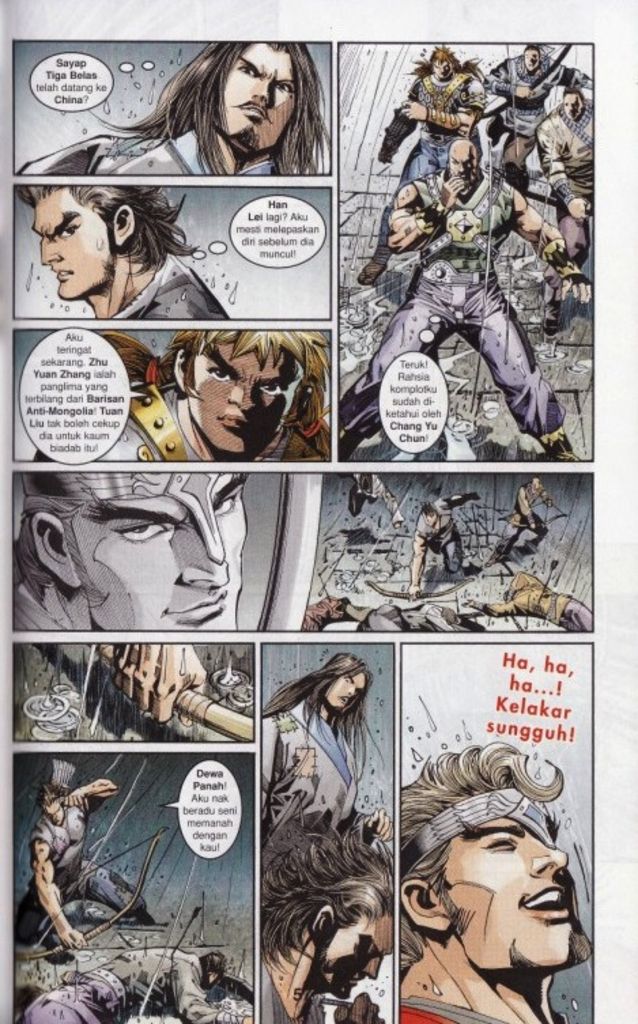 Sayap
Tiga Belas
telah datang ke
China?
Han
Lei lagi? Aku
mesti melepaskan
diri sebelum dia
muncul!
Aku
teringat
sekarang, Zhu
Yuan Zhang ialah
panglima yang
terbilang dari Barisan
Anti-Mongolia! Tuan
Liu tak boleh cekup
dia untuk kaum
biadab itu!
Teruk!
Rahsia
komplotku
sudah di-
ketahui oleh
Chang Yu
Chun!
Dewa
Panah!
Aku nak
beradu seni
memanah
dengan
kau!
Ha, ha,
ha...!
Kelakar
sungguh!